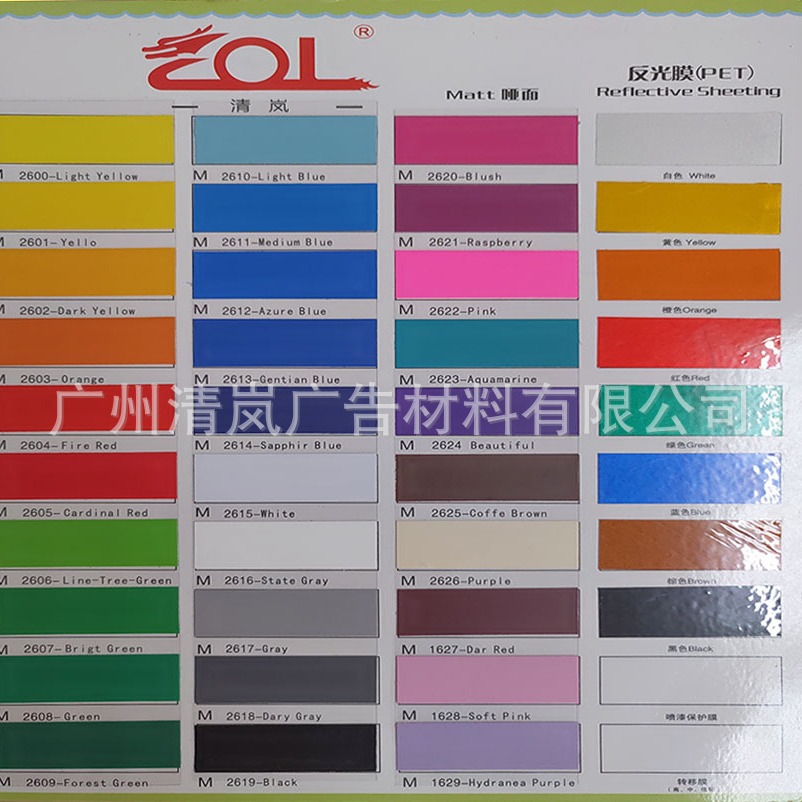 EOL®
清岚
Matt 哑面
反光膜(PET)
Reflective Sheeting
M 2600-Light Yellow
M 2601-Yello
M 2602-Dark Yellow
M 2603-Orange
M 2604-Fire Red
M 2605-Cardinal Red
M 2606-Line-Tree-Green
M 2607-Brigt Green
M 2608-Green
M 2609-Forest Green
M 2610-Light Blue
M 2611-Medium Blue
M 2612-Azure Blue
M 2613-Gentian Blue
M 2614-Sapphir Blue
M 2615-White
M 2616-State Gray
M 2617-Gray
M 2618-Dary Gray
M 2619-Black
M 2620-Blush
M 2621-Raspberry
M 2622-Pink
M 2623-Aquamarine
M 2624 Beautiful
M 2625-Coffe Brown
M 2626-Purple
M 1627-Dar Red
M 1628-Soft Pink
M 1629-Hydranea Purple
白色 White
黄色 Yellow
橙色Orange
红色Red
绿色Green
蓝色Blue
棕色Brown
黑色Black
喷漆保护膜
转移膜
(高、中、低粘)
广州清岚广告材料有限公司